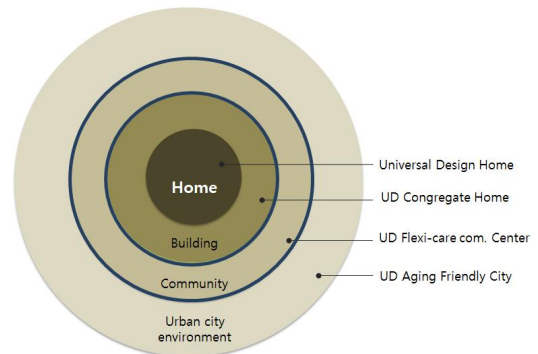 Home
Building
Community
Urban city
environment
Universal Design Home
UD Congregate Home
UD Flexi-care com. Center
UD Aging Friendly City